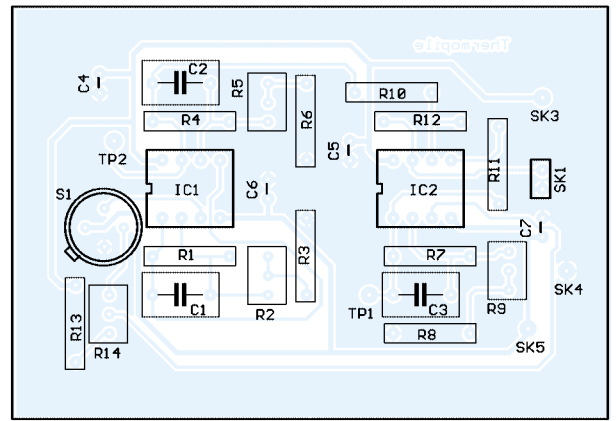 Thermopile
C4
C2
R5
R6
R10
R4
R12
SK3
TP2
C5
R11
IC1
C6
IC2
SK1
S1
R3
C7
R1
R7
C1
R2
TP1
C3
R9
SK4
R13
R14
R8
SK5